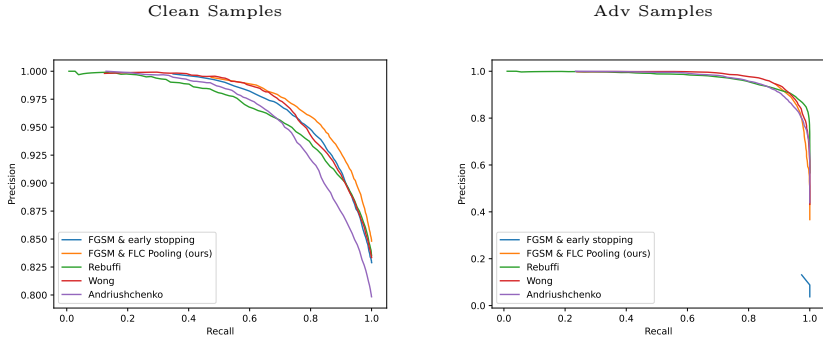 Clean Samples
1.000
0.975
0.950
0.925
0.900
0.875
0.850
0.825
0.800
Precision
0.0
0.2
0.4
0.6
0.8
1.0
Recall
FGSM & early stopping
FGSM & FLC Pooling (ours)
Rebuffi
Wong
Andriushchenko
Adv Samples
1.0
0.8
0.6
0.4
0.2
0.0
Precision
0.0
0.2
0.4
0.6
0.8
1.0
Recall
FGSM & early stopping
FGSM & FLC Pooling (ours)
Rebuffi
Wong
Andriushchenko